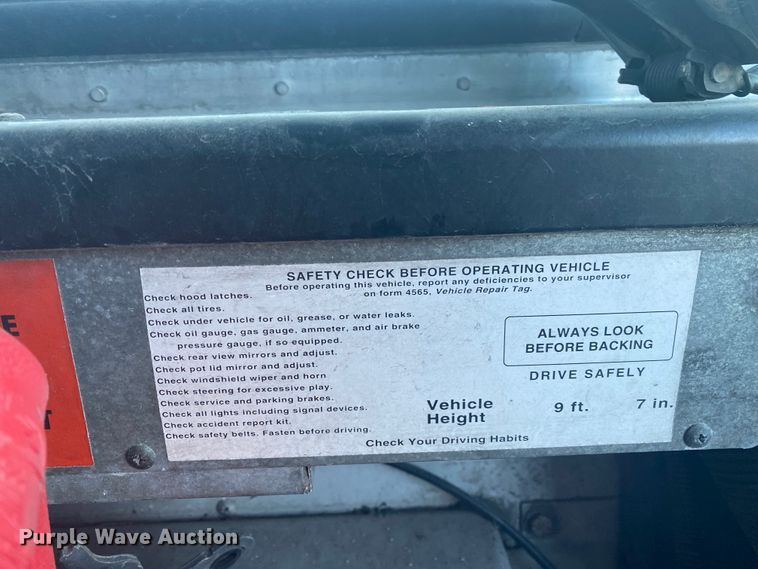 SAFETY CHECK BEFORE OPERATING VEHICLE
Before operating this vehicle, report any deficiencies to your supervisor
on form 4565, Vehicle Repair Tag.
Check hood latches.
Check all tires.
Check under vehicle for oil, grease, or water leaks.
Check oil gauge, gas gauge, ammeter, and air brake
pressure gauge, if so equipped.
Check rear view mirrors and adjust.
Check pot lid mirror and adjust.
Check windshield wiper and horn
Check steering for excessive play.
Check service and parking brakes.
Check all lights including signal devices.
Check accident report kit.
Check safety belts. Fasten before driving.
ALWAYS LOOK
BEFORE BACKING
DRIVE SAFELY
Vehicle
Height
9 ft. 7 in.
Check Your Driving Habits
Purple Wave Auction